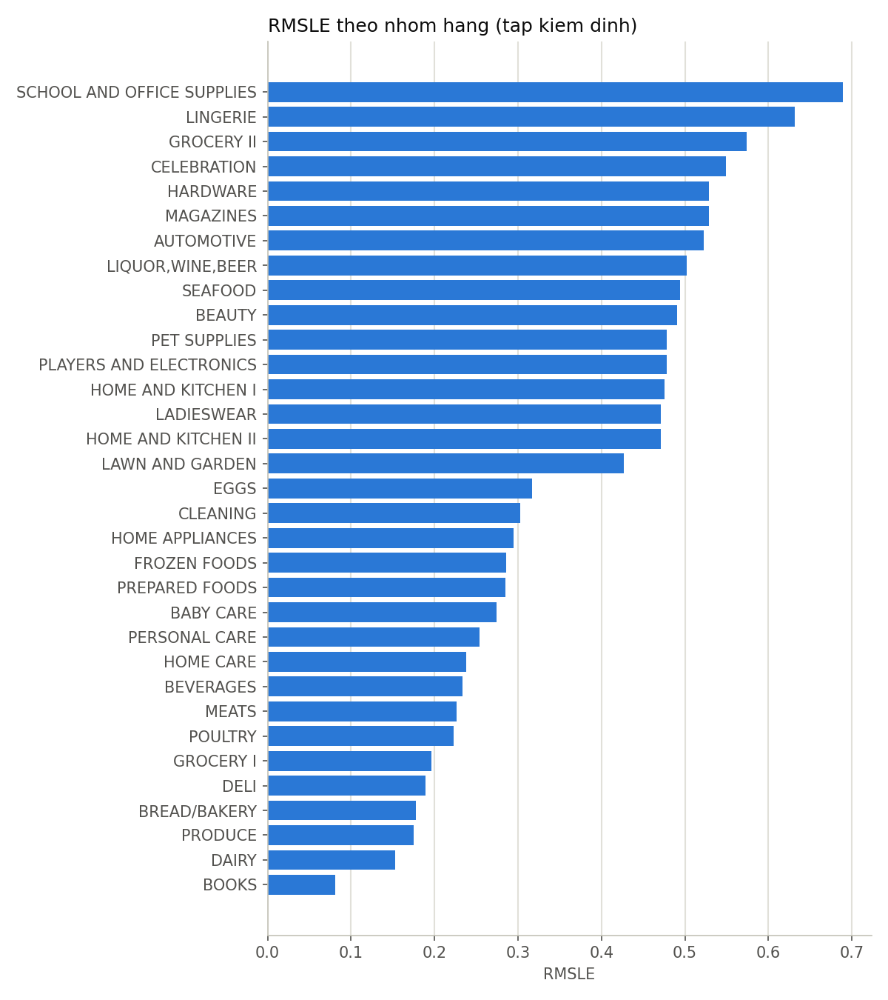 RMSLE theo nhom hang (tap kiem dinh)
SCHOOL AND OFFICE SUPPLIES
LINGERIE
GROCERY II
CELEBRATION
HARDWARE
MAGAZINES
AUTOMOTIVE
LIQUOR,WINE,BEER
SEAFOOD
BEAUTY
PET SUPPLIES
PLAYERS AND ELECTRONICS
HOME AND KITCHEN I
LADIESWEAR
HOME AND KITCHEN II
LAWN AND GARDEN
EGGS
CLEANING
HOME APPLIANCES
FROZEN FOODS
PREPARED FOODS
BABY CARE
PERSONAL CARE
HOME CARE
BEVERAGES
MEATS
POULTRY
GROCERY I
DELI
BREAD/BAKERY
PRODUCE
DAIRY
BOOKS
0.0 0.1 0.2 0.3 0.4 0.5 0.6 0.7
RMSLE